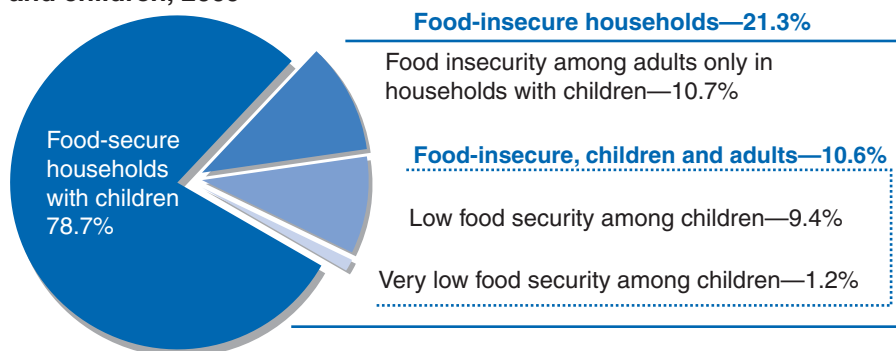 Food-insecure households—21.3%
Food insecurity among adults only in
households with children—10.7%
Food-secure
households
with children
78.7%
Food-insecure, children and adults—10.6%
Low food security among children—9.4%
Very low food security among children—1.2%